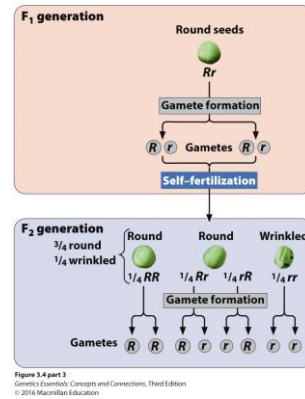 F₁ generation
Round seeds
Rr
Gamete formation
R r Gametes R r
Self–fertilization
F₂ generation
3/4 round
1/4 wrinkled
Round Round Wrinkled
1/4 RR 1/4 Rr 1/4 rR 1/4 rr
Gamete formation
Gametes R R R r r R r r
Figure 3.4 part 3
Genetics Essentials: Concepts and Connections, Third Edition
© 2016 Macmillan Education